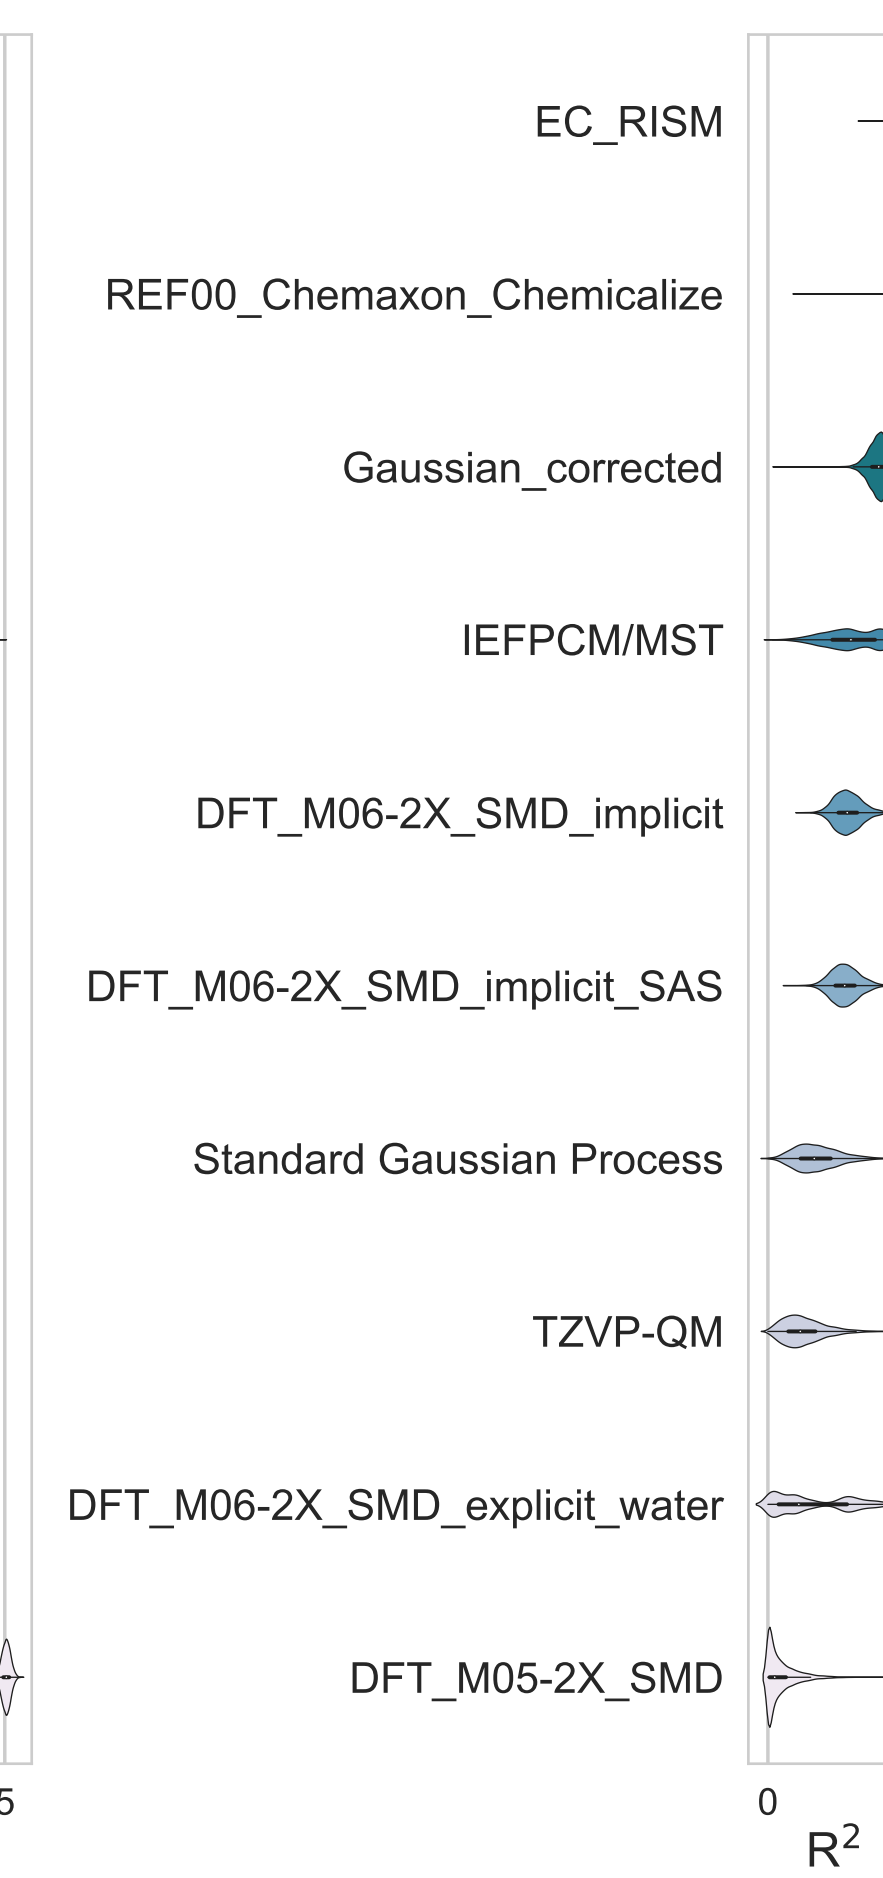 EC_RISM
REF00_Chemaxon_Chemicalize
Gaussian_corrected
IEFPCM/MST
DFT_M06-2X_SMD_implicit
DFT_M06-2X_SMD_implicit_SAS
Standard Gaussian Process
TZVP-QM
DFT_M06-2X_SMD_explicit_water
DFT_M05-2X_SMD
5 0
R²